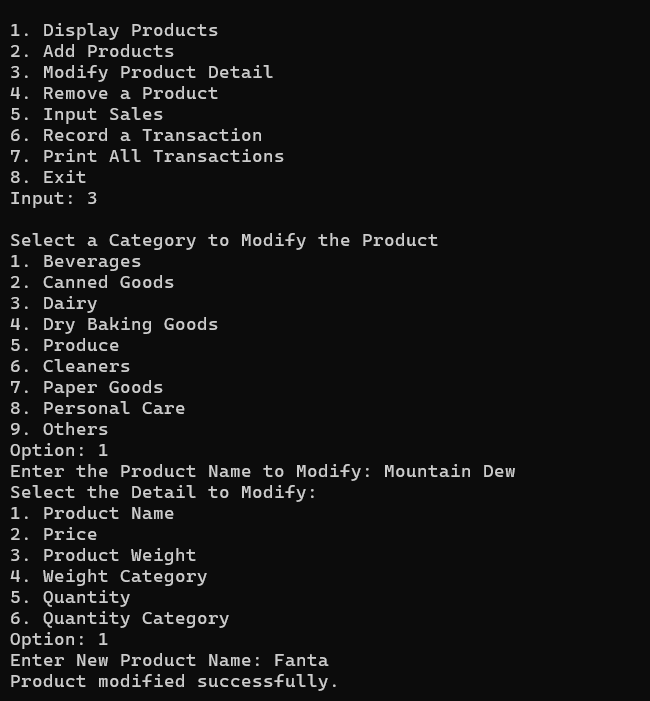 1. Display Products
2. Add Products
3. Modify Product Detail
4. Remove a Product
5. Input Sales
6. Record a Transaction
7. Print All Transactions
8. Exit
Input: 3
Select a Category to Modify the Product
1. Beverages
2. Canned Goods
3. Dairy
4. Dry Baking Goods
5. Produce
6. Cleaners
7. Paper Goods
8. Personal Care
9. Others
Option: 1
Enter the Product Name to Modify: Mountain Dew
Select the Detail to Modify:
1. Product Name
2. Price
3. Product Weight
4. Weight Category
5. Quantity
6. Quantity Category
Option: 1
Enter New Product Name: Fanta
Product modified successfully.